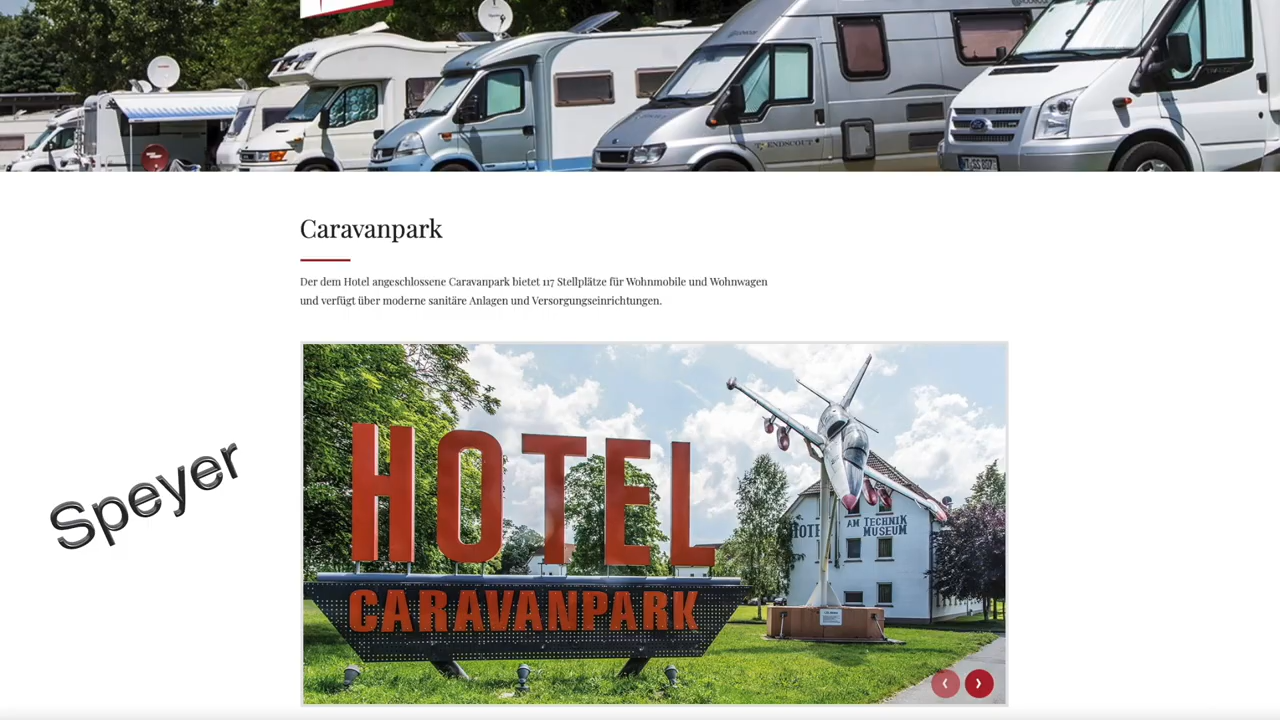 Caravanpark
Der dem Hotel angeschlossene Caravanpark bietet 117 Stellplätze für Wohnmobile und Wohnwagen
und verfügt über moderne sanitäre Anlagen und Versorgungseinrichtungen.
Speyer
HOTEL
CARAVANPARK
HOTEL
AM TECHNIK
MUSEUM